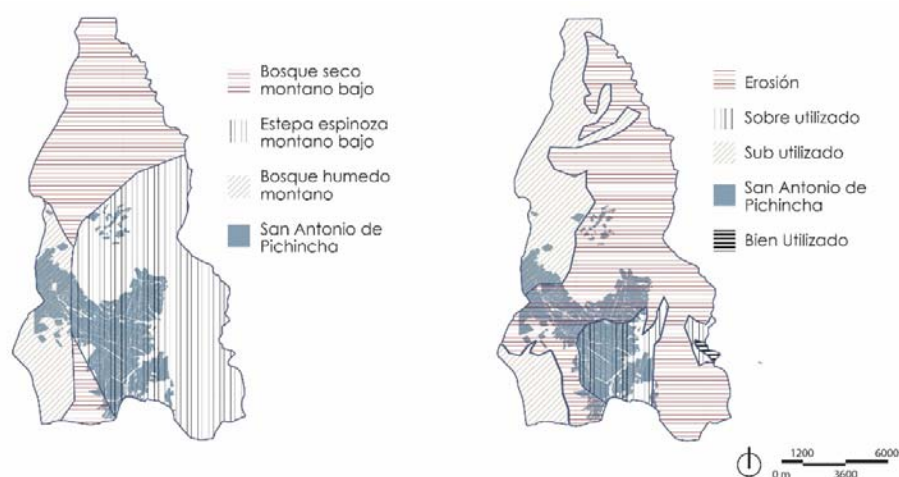 Bosque seco
montano bajo
Estepa espinoza
montano bajo
Bosque humedo
montano
San Antonio de
Pichincha
Erosión
Sobre utilizado
Sub utilizado
San Antonio de
Pichincha
Bien Utilizado
1200 6000
0 m 3600